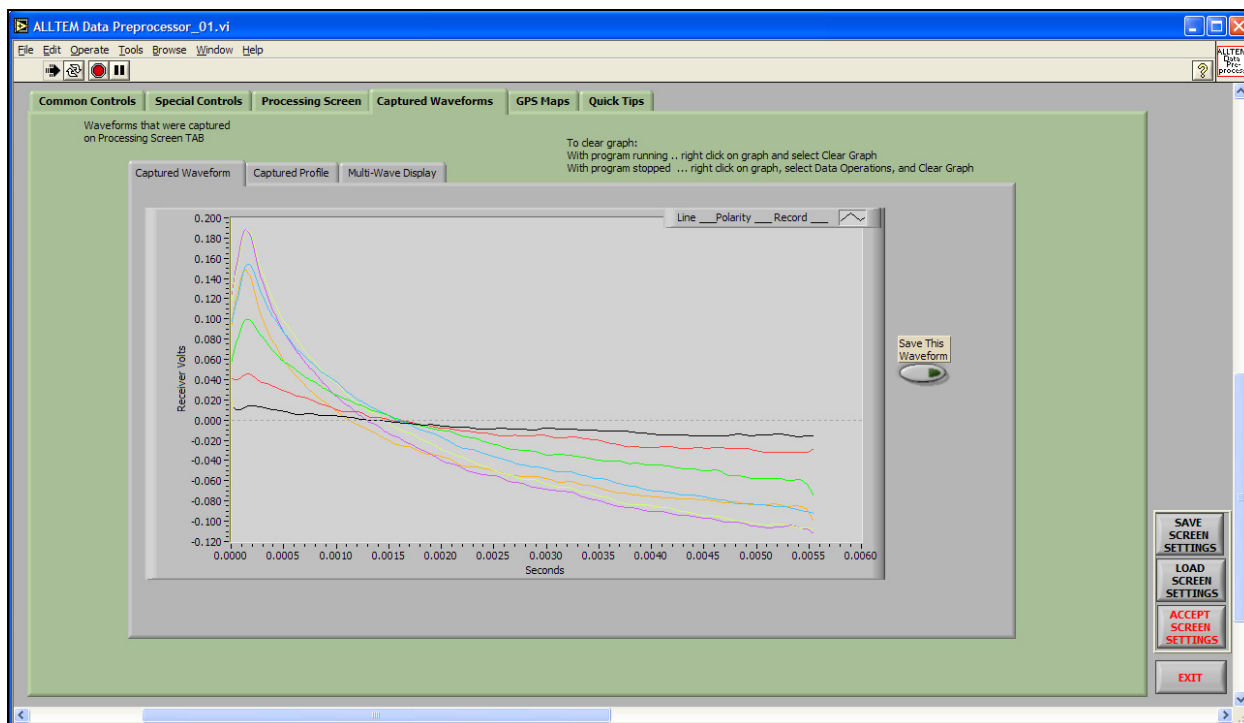 ALLTEM Data Preprocessor_01.vi
File Edit Operate Tools Browse Window Help
?
ALLTEM
Data
Pre-
process
Common Controls
Special Controls
Processing Screen
Captured Waveforms
GPS Maps
Quick Tips
Waveforms that were captured
on Processing Screen TAB
To clear graph:
With program running .. right click on graph and select Clear Graph
With program stopped ... right click on graph, select Data Operations, and Clear Graph
Captured Waveform
Captured Profile
Multi-Wave Display
Line ___Polarity ___Record ___
Receiver Volts
0.200
0.180
0.160
0.140
0.120
0.100
0.080
0.060
0.040
0.020
0.000
-0.020
-0.040
-0.060
-0.080
-0.100
-0.120
0.0000 0.0005 0.0010 0.0015 0.0020 0.0025 0.0030 0.0035 0.0040 0.0045 0.0050 0.0055 0.0060
Seconds
Save This
Waveform
SAVE
SCREEN
SETTINGS
LOAD
SCREEN
SETTINGS
ACCEPT
SCREEN
SETTINGS
EXIT